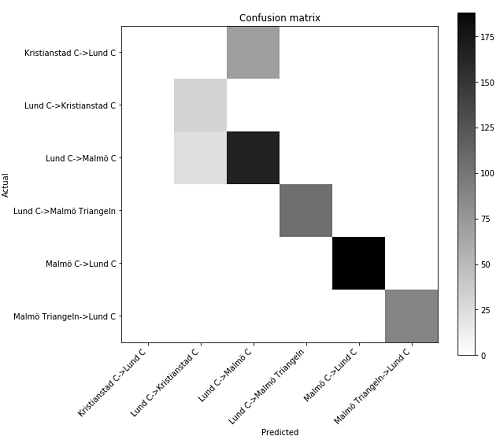 Confusion matrix
Kristianstad C->Lund C
Lund C->Kristianstad C
Lund C->Malmö C
Lund C->Malmö Triangeln
Malmö C->Lund C
Malmö Triangeln->Lund C
Actual
Kristianstad C->Lund C
Lund C->Kristianstad C
Lund C->Malmö C
Lund C->Malmö Triangeln
Malmö C->Lund C
Malmö Triangeln->Lund C
Predicted
175
150
125
100
75
50
25
0